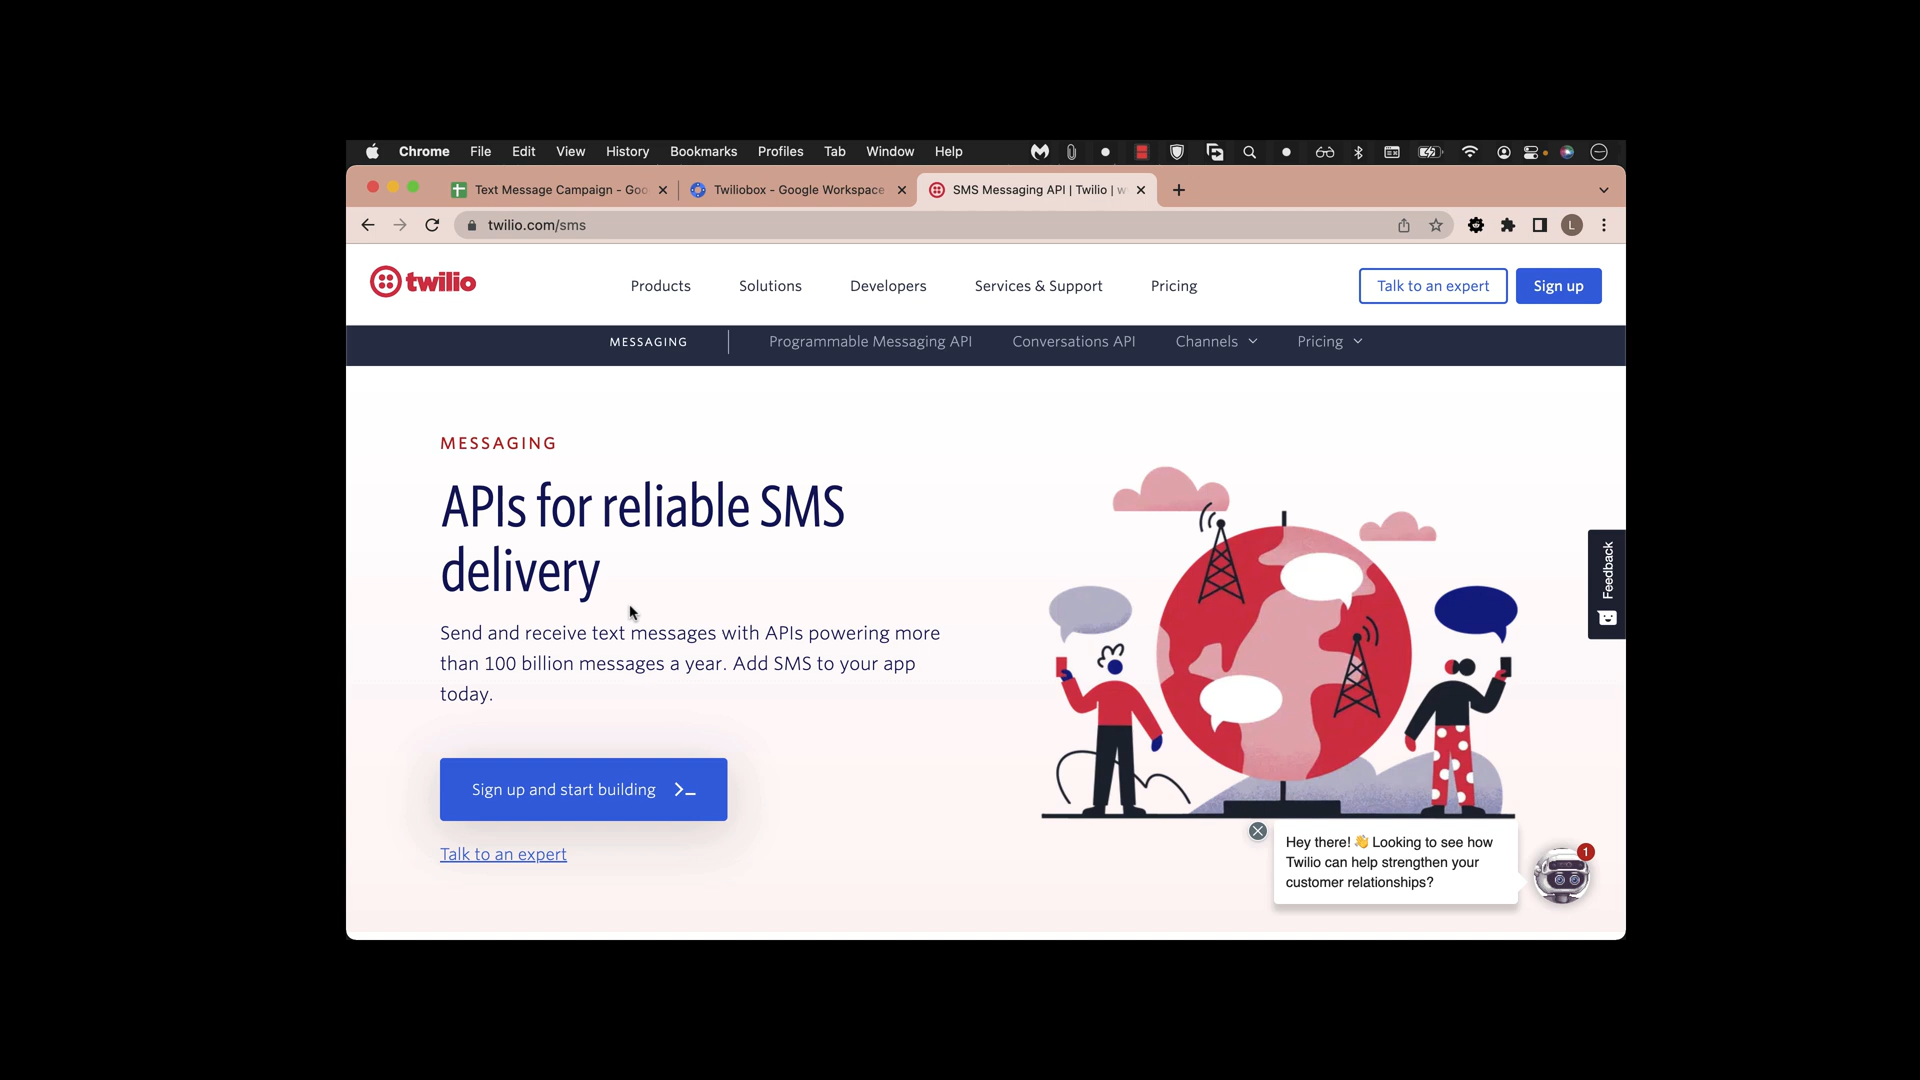 Chrome File Edit View History Bookmarks Profiles Tab Window Help
Text Message Campaign - Goo
Twiliobox - Google Workspace
SMS Messaging API | Twilio | w
twilio.com/sms
L
twilio
Products Solutions Developers Services & Support Pricing
Talk to an expert
Sign up
MESSAGING
Programmable Messaging API Conversations API Channels Pricing
MESSAGING
APIs for reliable SMS
delivery
Send and receive text messages with APIs powering more
than 100 billion messages a year. Add SMS to your app
today.
Sign up and start building
Talk to an expert
Feedback
Hey there! 👋 Looking to see how
Twilio can help strengthen your
customer relationships?
1